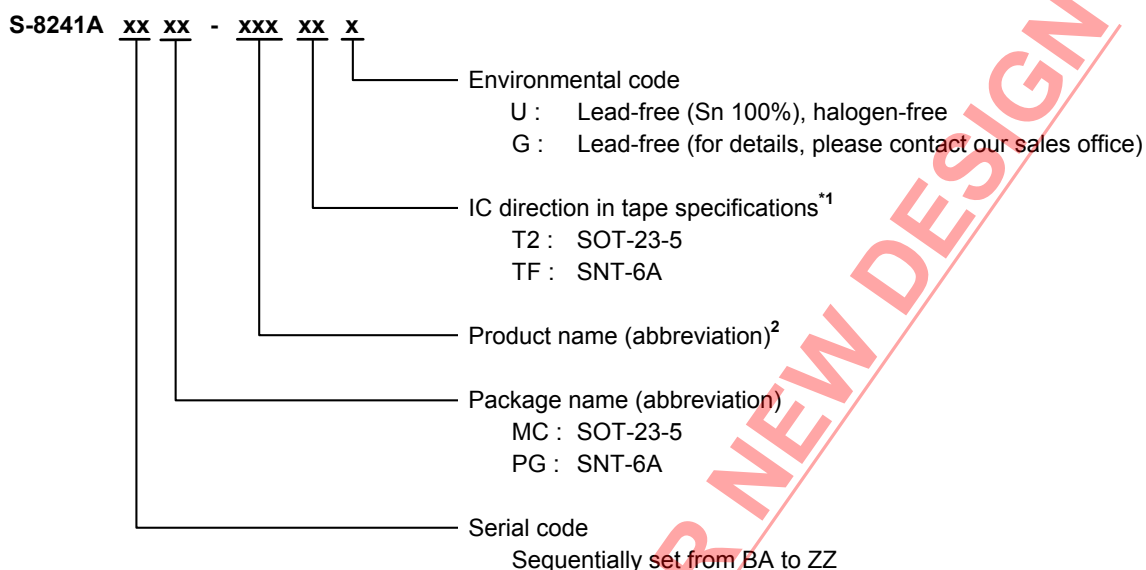 S-8241A xx xx - xxx xx x
Environmental code
U : Lead-free (Sn 100%), halogen-free
G : Lead-free (for details, please contact our sales office)
IC direction in tape specifications*1
T2 : SOT-23-5
TF : SNT-6A
Product name (abbreviation)2
Package name (abbreviation)
MC : SOT-23-5
PG : SNT-6A
Serial code
Sequentially set from BA to ZZ
R NEW DESIGN